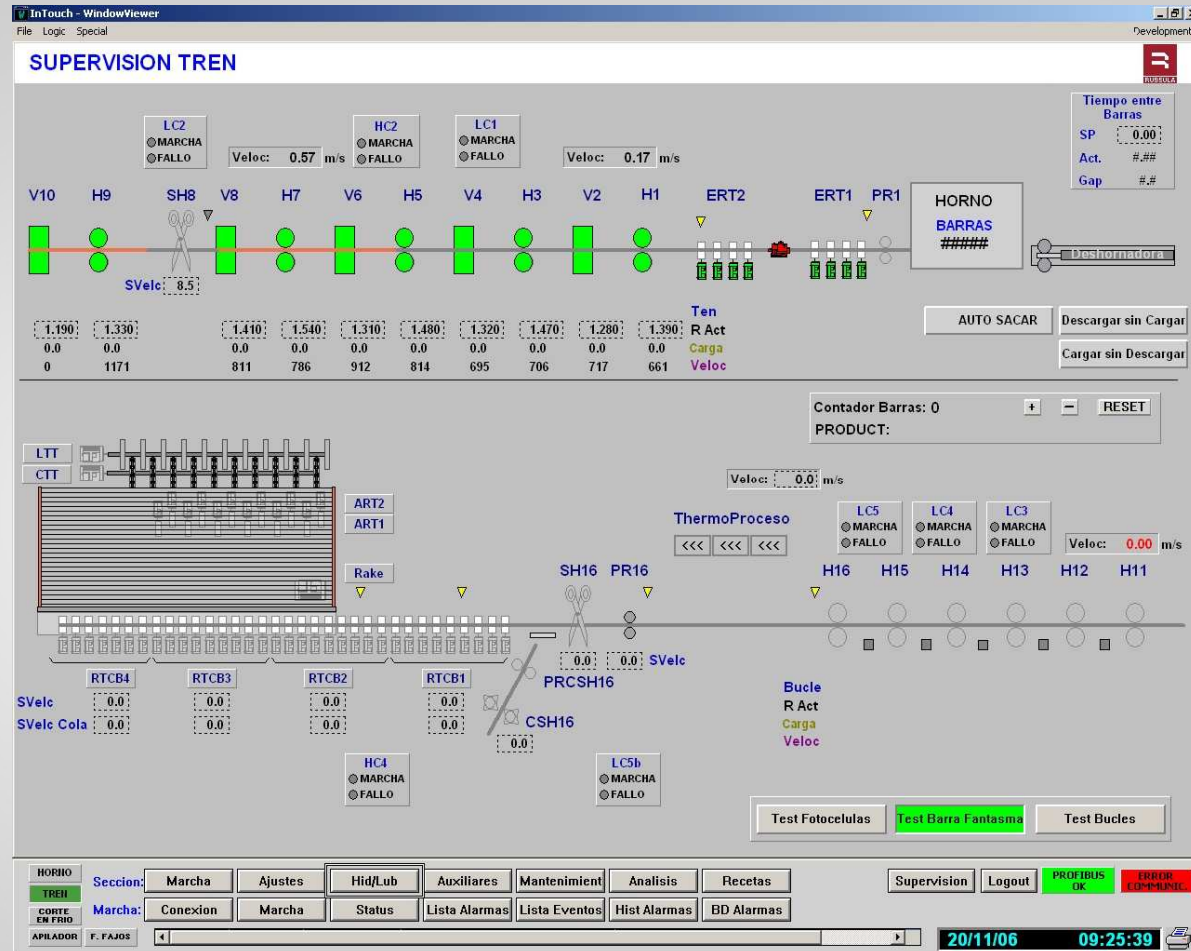 InTouch - WindowViewer
File Logic Special
Development
SUPERVISION TREN
RUSSULA
Tiempo entre
Barras
SP 0.00
Act. #.##
Gap #.#
LC2
MARCHA
FALLO
Veloc: 0.57 m/s
HC2
MARCHA
FALLO
LC1
MARCHA
FALLO
Veloc: 0.17 m/s
V10 H9 SH8 V8 H7 V6 H5 V4 H3 V2 H1 ERT2 ERT1 PR1
HORNO
BARRAS
#####
Deshornadora
SVelc 8.5
Ten
1.190 1.330 1.410 1.540 1.310 1.480 1.320 1.470 1.280 1.390 R Act
0.0 0.0 0.0 0.0 0.0 0.0 0.0 0.0 0.0 0.0 Carga
0 1171 811 786 912 814 695 706 717 661 Veloc
AUTO SACAR
Descargar sin Cargar
Cargar sin Descargar
Contador Barras: 0 + - RESET
PRODUCT:
LTT
CTT
ART2
ART1
Rake
Veloc: 0.0 m/s
ThermoProceso
<<< <<< <<<
LC5
MARCHA
FALLO
LC4
MARCHA
FALLO
LC3
MARCHA
FALLO
Veloc: 0.00 m/s
SH16 PR16 H16 H15 H14 H13 H12 H11
0.0 0.0 SVelc
PRCSH16
CSH16
0.0
RTCB4 RTCB3 RTCB2 RTCB1
SVelc 0.0 0.0 0.0 0.0
SVelc Cola 0.0 0.0 0.0 0.0
Bucle
R Act
Carga
Veloc
HC4
MARCHA
FALLO
LC5b
MARCHA
FALLO
Test Fotocelulas Test Barra Fantasma Test Bucles
HORNO
TREN
CORTE
EN FRIO
APILADOR F. FAJOS
Seccion: Marcha Ajustes Hid/Lub Auxiliares Mantenimient Analisis Recetas
Marcha: Conexion Marcha Status Lista Alarmas Lista Eventos Hist Alarmas BD Alarmas
Supervision Logout
PROFIBUS
OK
ERROR
COMMUNIC.
20/11/06 09:25:39